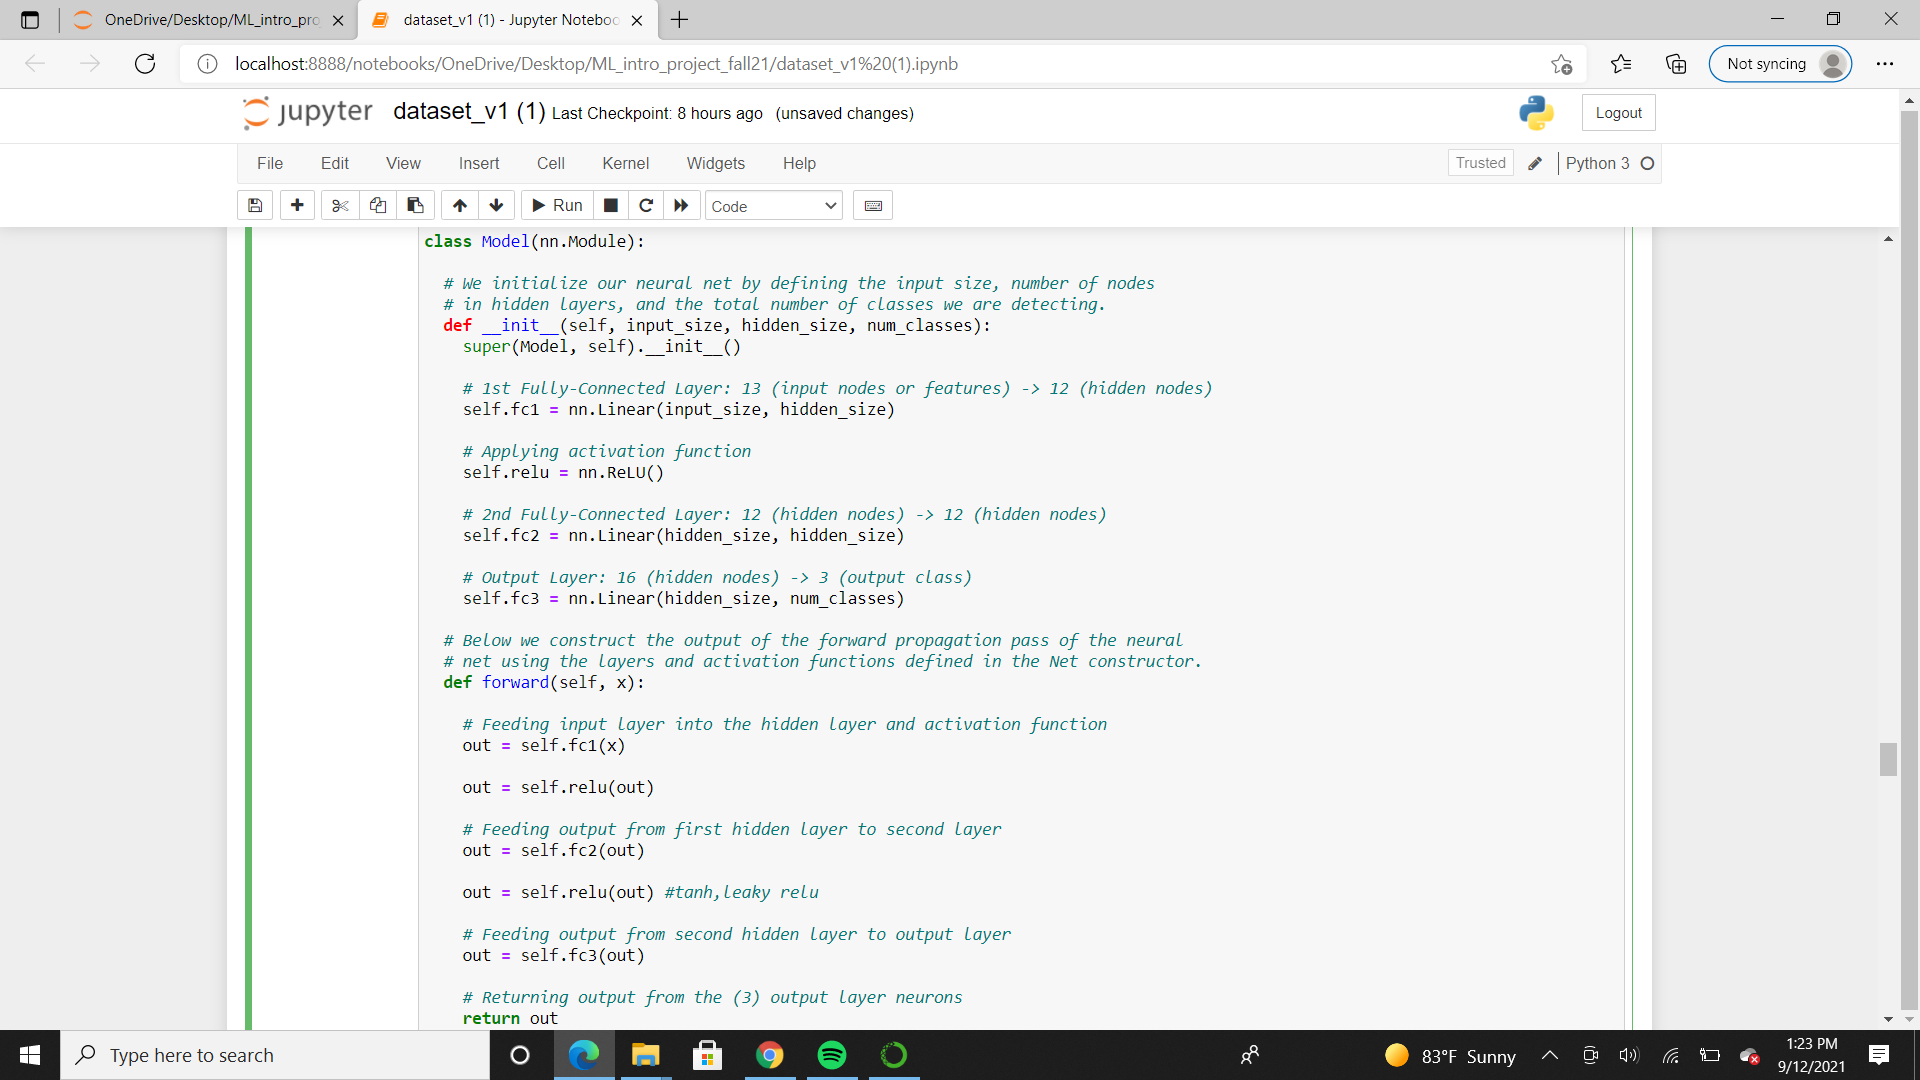 OneDrive/Desktop/ML_intro_pro
dataset_v1 (1) - Jupyter Noteboo
localhost:8888/notebooks/OneDrive/Desktop/ML_intro_project_fall21/dataset_v1%20(1).ipynb
Not syncing
jupyter dataset_v1 (1) Last Checkpoint: 8 hours ago (unsaved changes)
Logout
File Edit View Insert Cell Kernel Widgets Help
Trusted Python 3
Run Code
class Model(nn.Module):
# We initialize our neural net by defining the input size, number of nodes
# in hidden layers, and the total number of classes we are detecting.
def __init__(self, input_size, hidden_size, num_classes):
super(Model, self).__init__()
# 1st Fully-Connected Layer: 13 (input nodes or features) -> 12 (hidden nodes)
self.fc1 = nn.Linear(input_size, hidden_size)
# Applying activation function
self.relu = nn.ReLU()
# 2nd Fully-Connected Layer: 12 (hidden nodes) -> 12 (hidden nodes)
self.fc2 = nn.Linear(hidden_size, hidden_size)
# Output Layer: 16 (hidden nodes) -> 3 (output class)
self.fc3 = nn.Linear(hidden_size, num_classes)
# Below we construct the output of the forward propagation pass of the neural
# net using the layers and activation functions defined in the Net constructor.
def forward(self, x):
# Feeding input layer into the hidden layer and activation function
out = self.fc1(x)
out = self.relu(out)
# Feeding output from first hidden layer to second layer
out = self.fc2(out)
out = self.relu(out) #tanh,leaky relu
# Feeding output from second hidden layer to output layer
out = self.fc3(out)
# Returning output from the (3) output layer neurons
return out
Type here to search
83°F Sunny
1:23 PM
9/12/2021